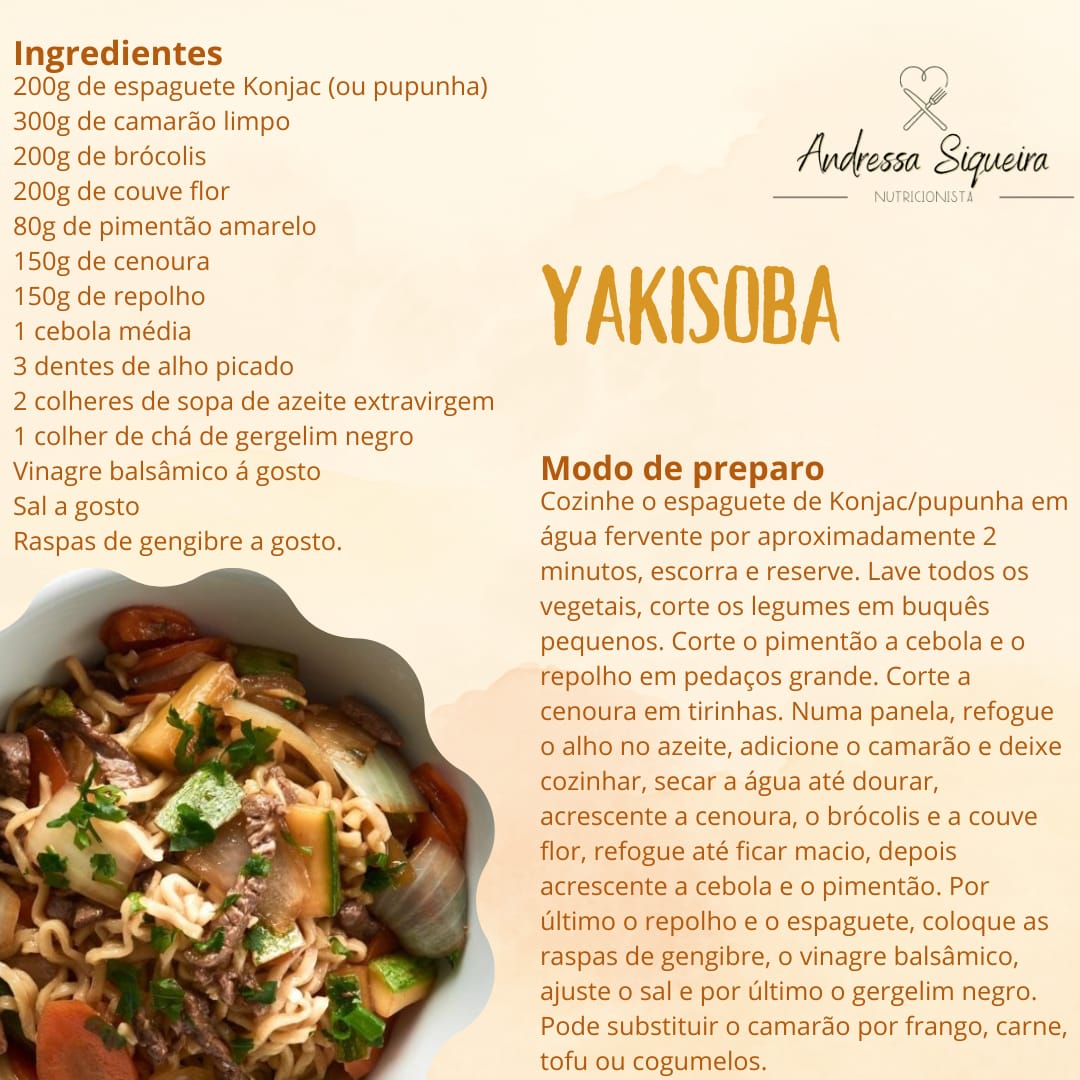 Ingredientes
200g de espaguete Konjac (ou pupunha)
300g de camarão limpo
200g de brócolis
200g de couve flor
80g de pimentão amarelo
150g de cenoura
150g de repolho
1 cebola média
3 dentes de alho picado
2 colheres de sopa de azeite extravirgem
1 colher de chá de gergelim negro
Vinagre balsâmico á gosto
Sal a gosto
Raspas de gengibre a gosto.
Andressa Siqueira
NUTRICIONISTA
YAKISOBA
Modo de preparo
Cozinhe o espaguete de Konjac/pupunha em
água fervente por aproximadamente 2
minutos, escorra e reserve. Lave todos os
vegetais, corte os legumes em buquês
pequenos. Corte o pimentão a cebola e o
repolho em pedaços grande. Corte a
cenoura em tirinhas. Numa panela, refogue
o alho no azeite, adicione o camarão e deixe
cozinhar, secar a água até dourar,
acrescente a cenoura, o brócolis e a couve
flor, refogue até ficar macio, depois
acrescente a cebola e o pimentão. Por
último o repolho e o espaguete, coloque as
raspas de gengibre, o vinagre balsâmico,
ajuste o sal e por último o gergelim negro.
Pode substituir o camarão por frango, carne,
tofu ou cogumelos.